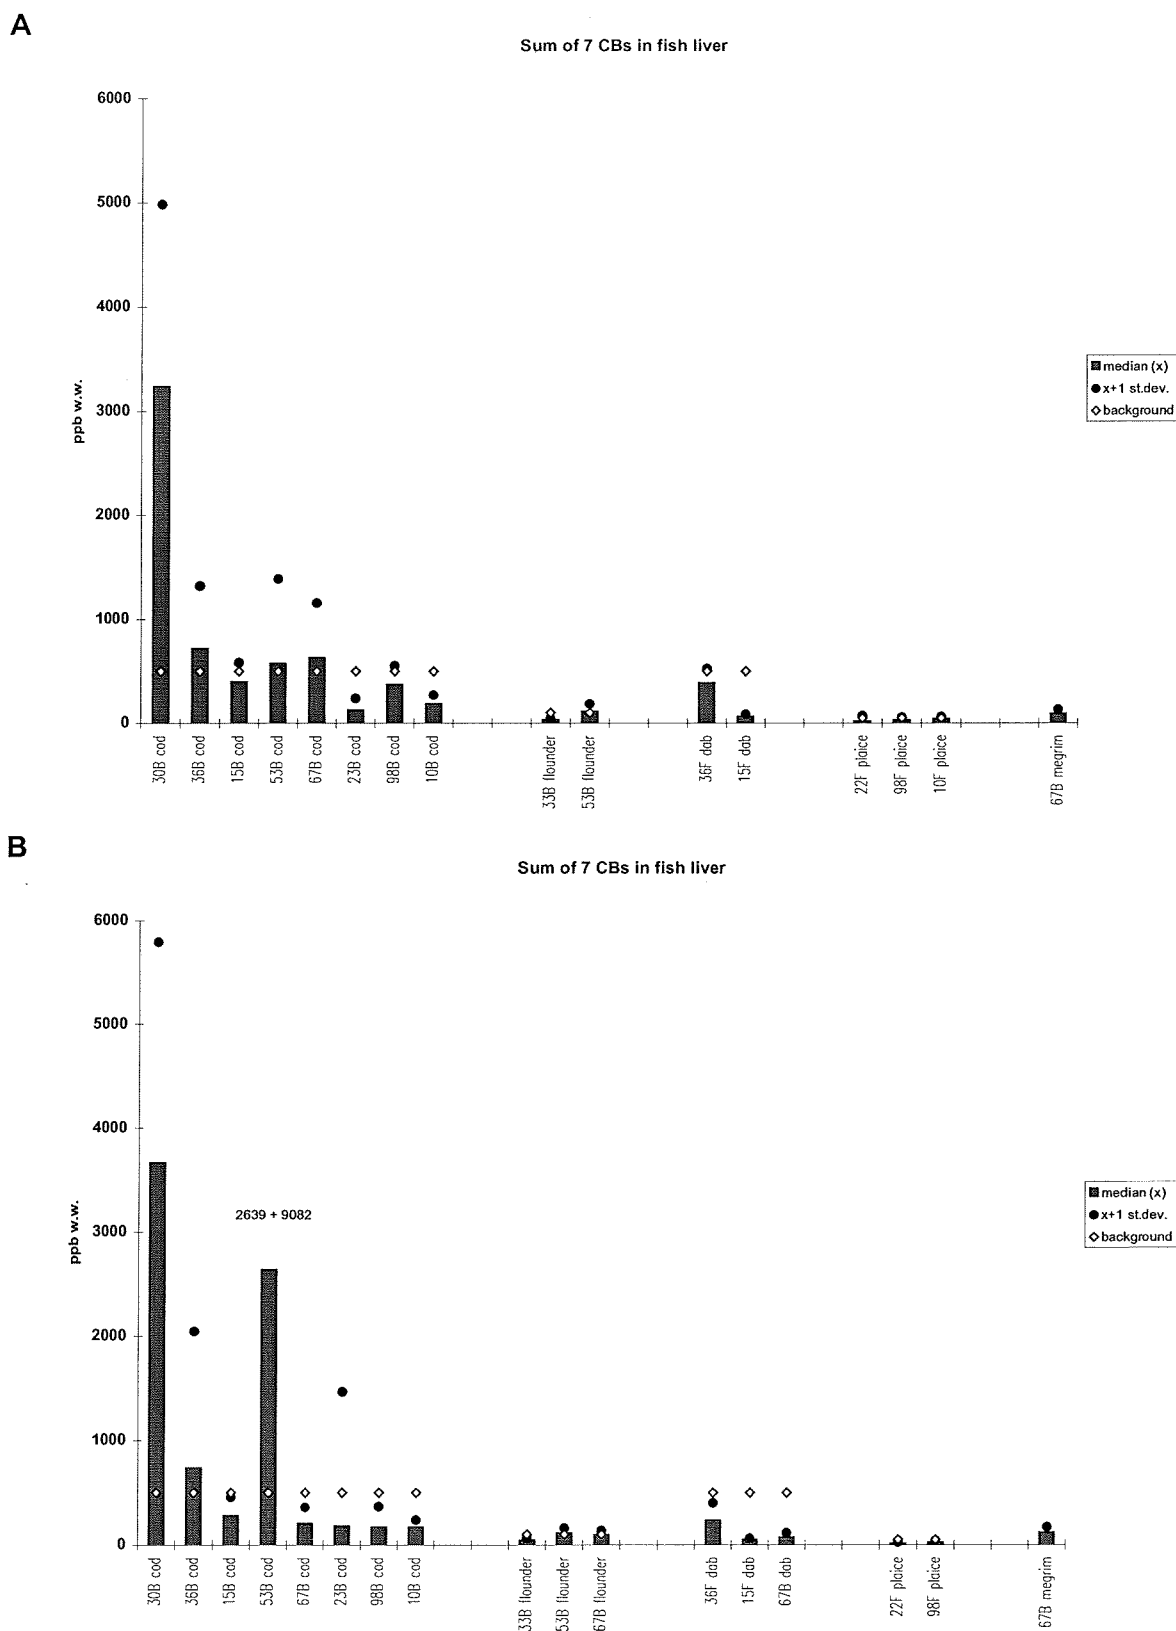 A
Sum of 7 CBs in fish liver
6000
5000
4000
3000
2000
1000
0
ppb w.w.
median (x)
x+1 st.dev.
background
30B cod
36B cod
15B cod
53B cod
67B cod
23B cod
98B cod
10B cod
33B flounder
53B flounder
36F dab
15F dab
22F plaice
98F plaice
10F plaice
67B megrim
B
Sum of 7 CBs in fish liver
6000
5000
4000
3000
2000
1000
0
ppb w.w.
2639 + 9082
median (x)
x+1 st.dev.
background
30B cod
36B cod
15B cod
53B cod
67B cod
23B cod
98B cod
10B cod
33B flounder
53B flounder
67B flounder
36F dab
15F dab
67B dab
22F plaice
98F plaice
67B megrim